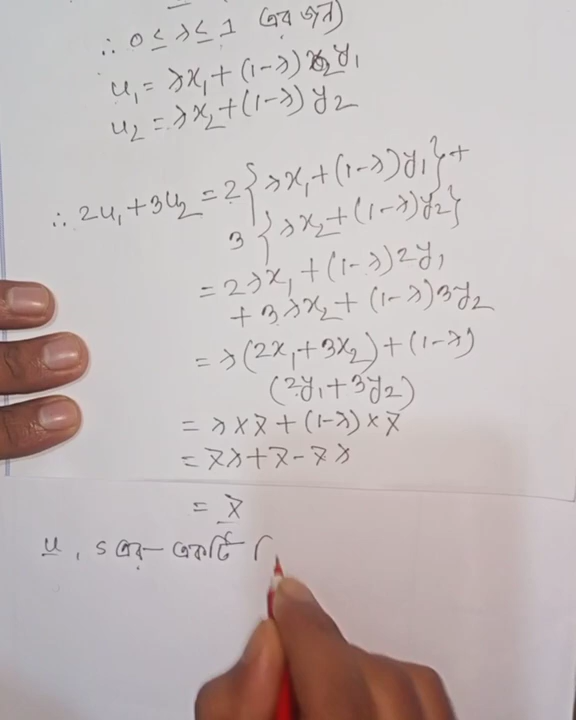 ∴ 0 ≤ λ ≤ 1 এর জন্য
u₁ = λx₁ + (1-λ) y₁
u₂ = λx₂ + (1-λ) y₂
∴ 2u₁ + 3u₂ = 2{λx₁ + (1-λ)y₁} +
3{λx₂ + (1-λ)y₂}
= 2λx₁ + (1-λ)2y₁
+ 3λx₂ + (1-λ)3y₂
= λ(2x₁+3x₂) + (1-λ)
(2y₁+3y₂)
= λ×7 + (1-λ)×7
= 7λ+7-7λ
= 7
u, S এর একটি